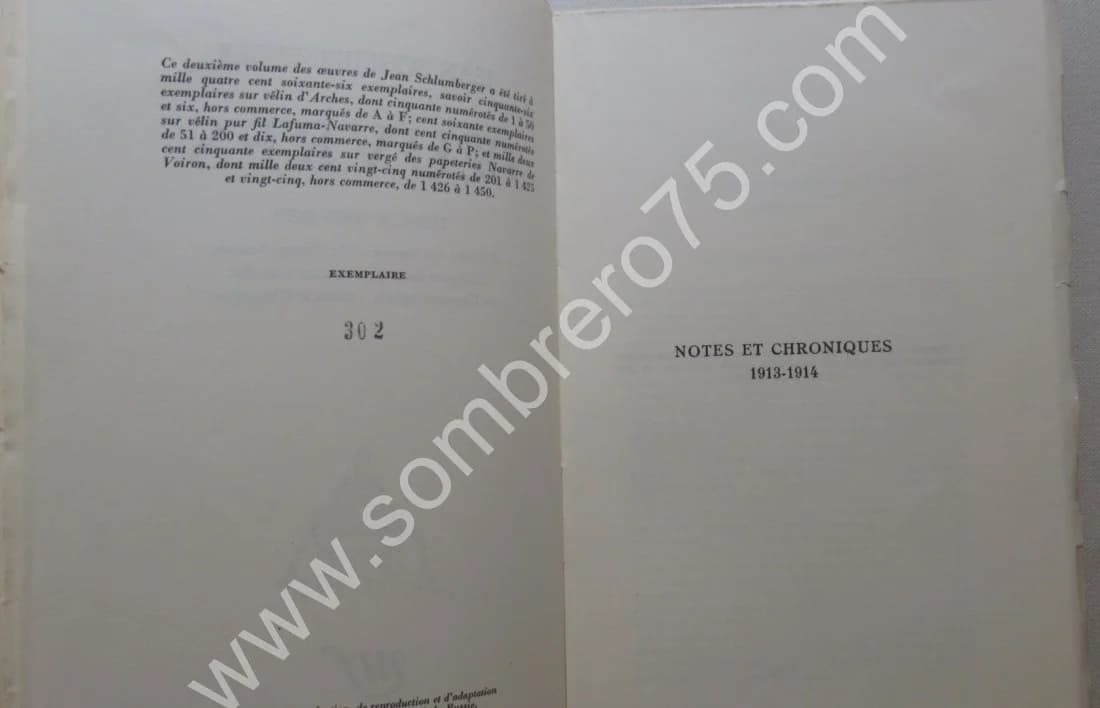 Ce deuxième volume des œuvres de Jean Schlumberger a été tiré à
mille quatre cent soixante-six exemplaires, savoir cinquante-six
exemplaires sur vélin d'Arches, dont cinquante numérotés de 1 à 50
et six, hors commerce, marqués de A à F; cent soixante exemplaires
sur vélin pur fil Lafuma-Navarre, dont cent cinquante numérotés
de 51 à 200 et dix, hors commerce, marqués de G à P; et mille deux
cent cinquante exemplaires sur vergé des papeteries Navarre de
Voiron, dont mille deux cent vingt-cinq numérotés de 201 à 1 425
et vingt-cinq, hors commerce, de 1 426 à 1 450.
EXEMPLAIRE
302
de reproduction et d'adaptation
Russie.
NOTES ET CHRONIQUES
1913-1914
www.sombrero75.com